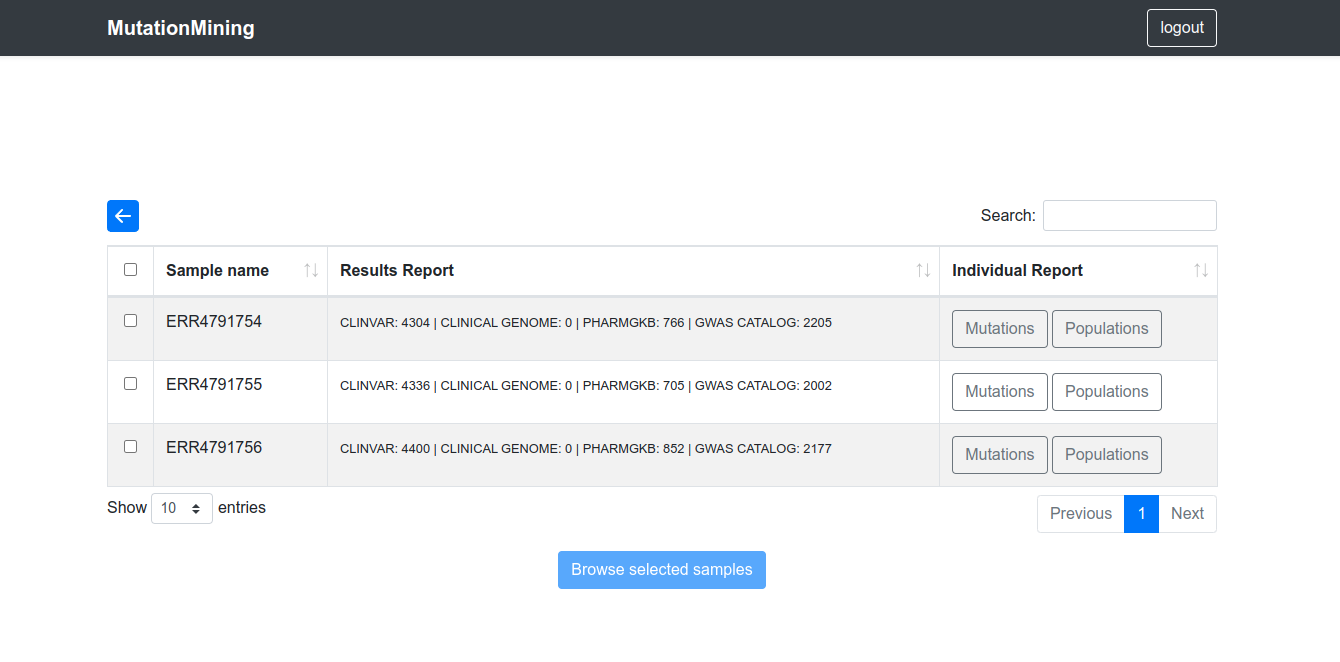 MutationMining logout
Search:
Sample name Results Report Individual Report
ERR4791754 CLINVAR: 4304 | CLINICAL GENOME: 0 | PHARMGKB: 766 | GWAS CATALOG: 2205 Mutations Populations
ERR4791755 CLINVAR: 4336 | CLINICAL GENOME: 0 | PHARMGKB: 705 | GWAS CATALOG: 2002 Mutations Populations
ERR4791756 CLINVAR: 4400 | CLINICAL GENOME: 0 | PHARMGKB: 852 | GWAS CATALOG: 2177 Mutations Populations
Show 10 entries Previous 1 Next
Browse selected samples